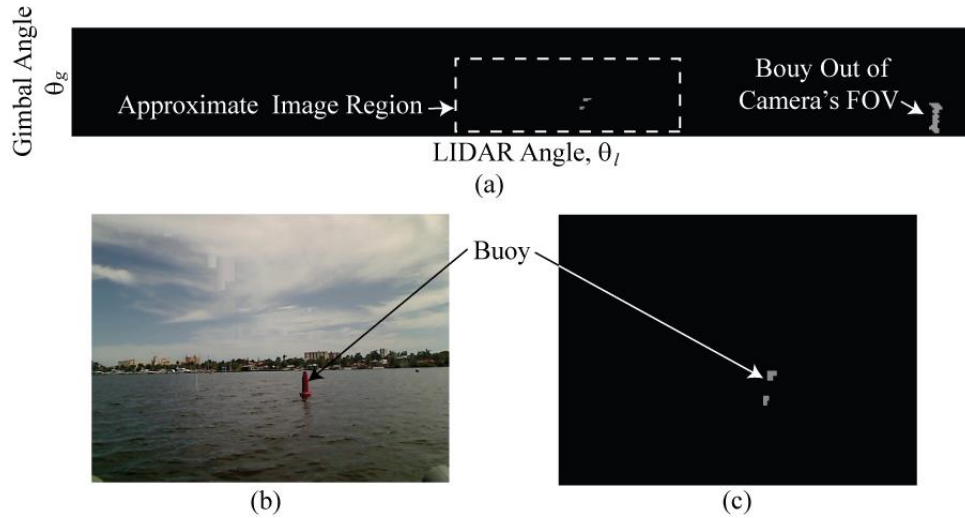 Gimbal Angle
θg
Approximate Image Region
Bouy Out of
Camera's FOV
LIDAR Angle, θl
(a)
Buoy
(b)
(c)